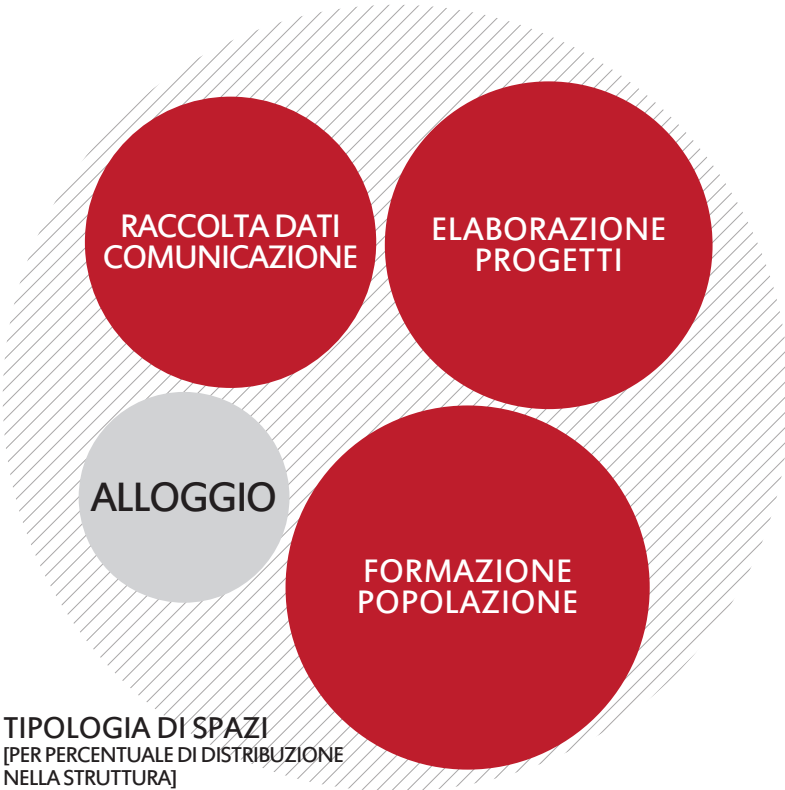 RACCOLTA DATI
COMUNICAZIONE
ELABORAZIONE
PROGETTI
ALLOGGIO
FORMAZIONE
POPOLAZIONE
TIPOLOGIA DI SPAZI
[PER PERCENTUALE DI DISTRIBUZIONE
NELLA STRUTTURA]